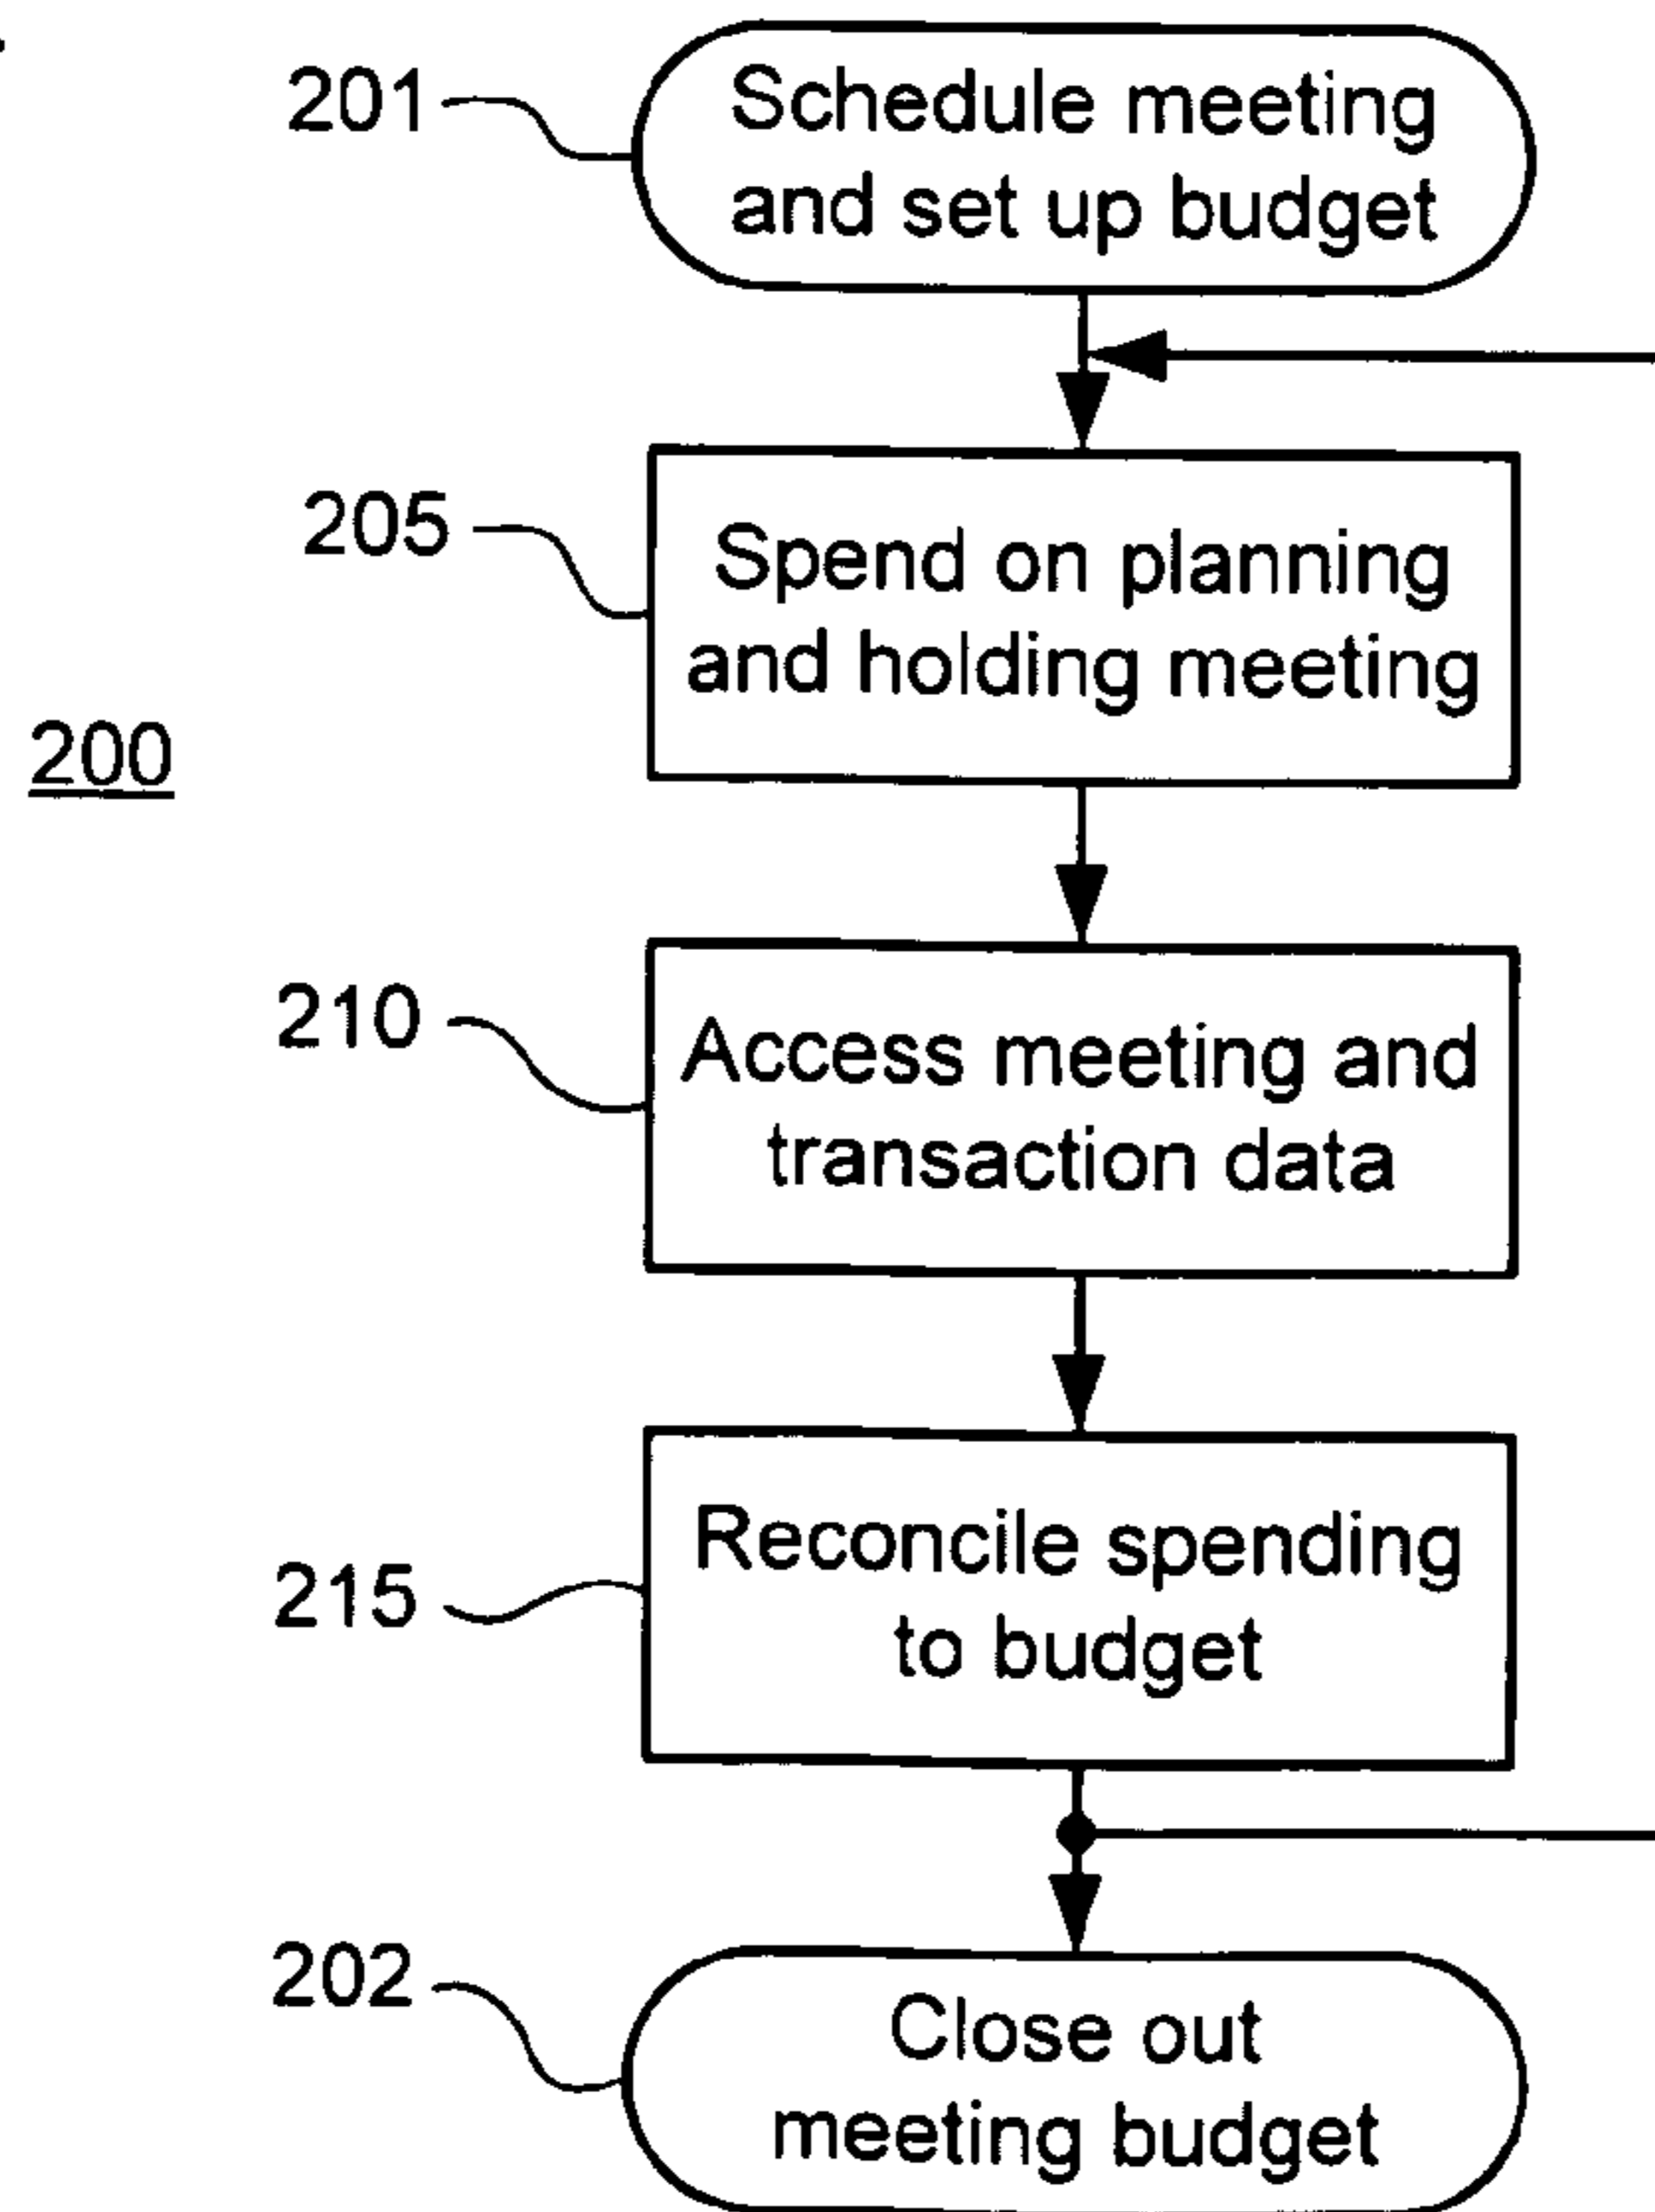 201
Schedule meeting
and set up budget
205
Spend on planning
and holding meeting
200
210
Access meeting and
transaction data
215
Reconcile spending
to budget
202
Close out
meeting budget